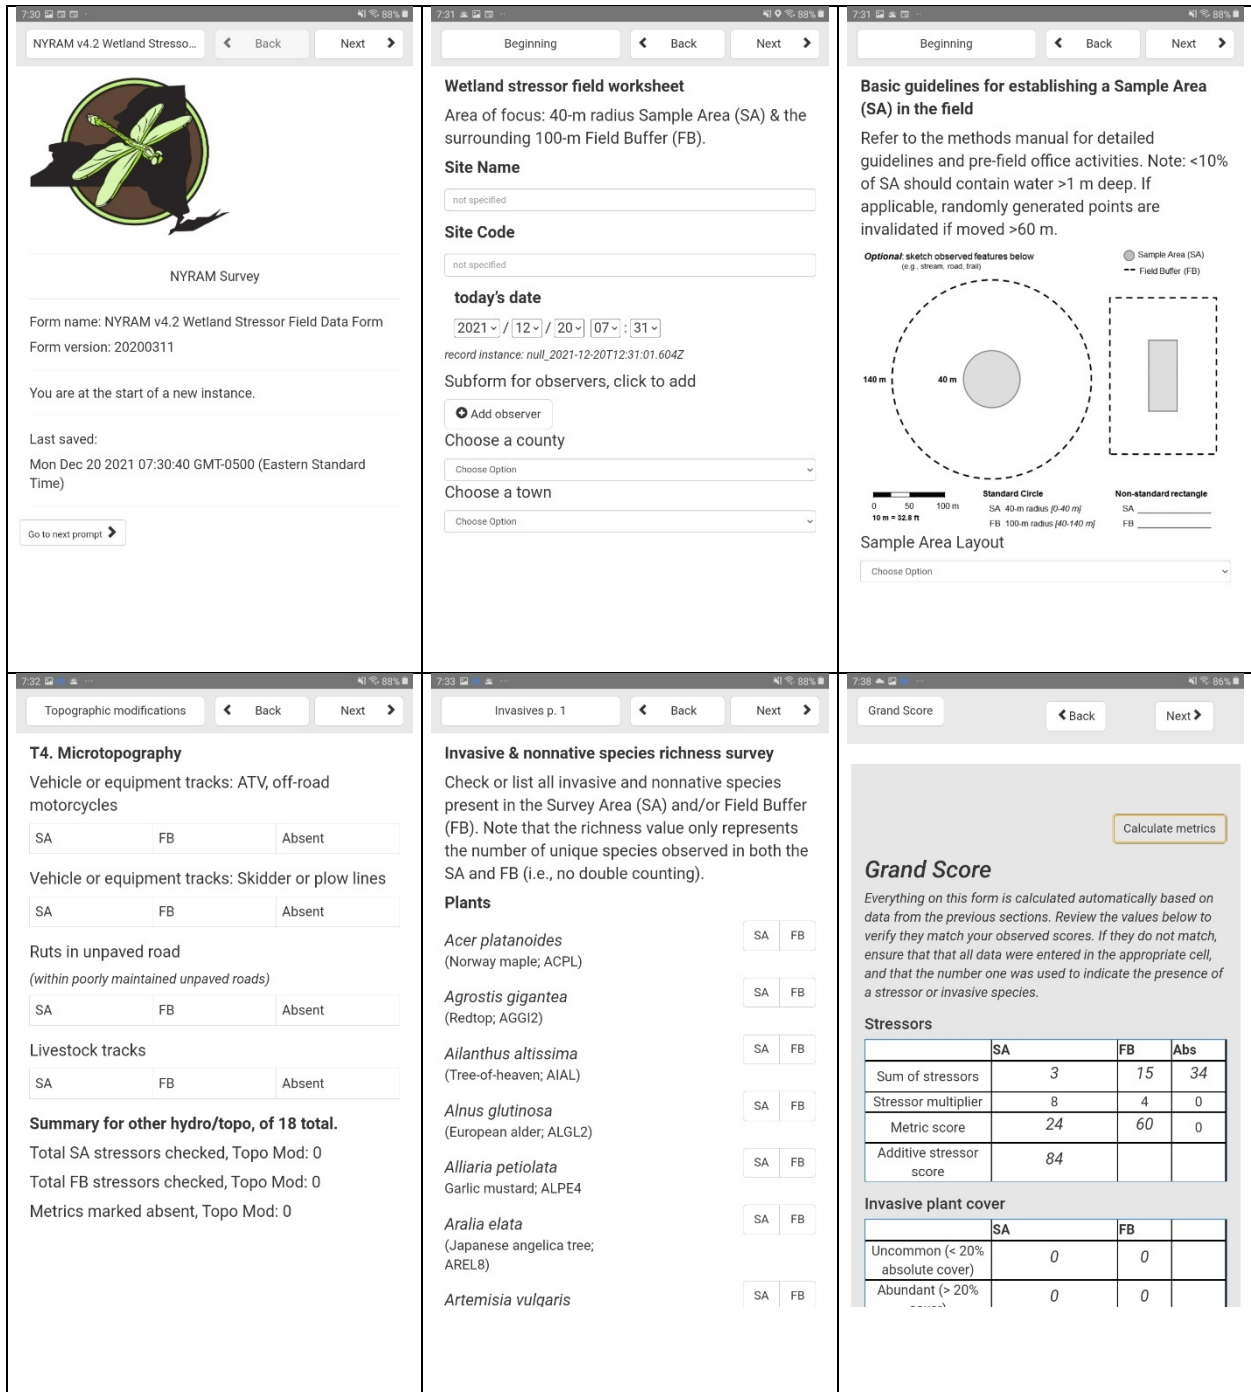 7:30
88%
NYRAM v4.2 Wetland Stresso...
Back
Next
NYRAM Survey
Form name: NYRAM v4.2 Wetland Stressor Field Data Form
Form version: 20200311
You are at the start of a new instance.
Last saved:
Mon Dec 20 2021 07:30:40 GMT-0500 (Eastern Standard
Time)
Go to next prompt
7:31
88%
Beginning
Back
Next
Wetland stressor field worksheet
Area of focus: 40-m radius Sample Area (SA) & the
surrounding 100-m Field Buffer (FB).
Site Name
not specified
Site Code
not specified
today's date
2021 / 12 / 20 07 : 31
record instance: null_2021-12-20T12:31:01.604Z
Subform for observers, click to add
Add observer
Choose a county
Choose Option
Choose a town
Choose Option
7:31
88%
Beginning
Back
Next
Basic guidelines for establishing a Sample Area
(SA) in the field
Refer to the methods manual for detailed
guidelines and pre-field office activities. Note: <10%
of SA should contain water >1 m deep. If
applicable, randomly generated points are
invalidated if moved >60 m.
Optional: sketch observed features below
(e.g., stream, road, trail)
Sample Area (SA)
Field Buffer (FB)
140 m
40 m
0 50 100 m
10 m = 32.8 ft
Standard Circle
SA 40-m radius [0-40 m]
FB 100-m radius [40-140 m]
Non-standard rectangle
SA
FB
Sample Area Layout
Choose Option
7:32
88%
Topographic modifications
Back
Next
T4. Microtopography
Vehicle or equipment tracks: ATV, off-road
motorcycles
SA FB Absent
Vehicle or equipment tracks: Skidder or plow lines
SA FB Absent
Ruts in unpaved road
(within poorly maintained unpaved roads)
SA FB Absent
Livestock tracks
SA FB Absent
Summary for other hydro/topo, of 18 total.
Total SA stressors checked, Topo Mod: 0
Total FB stressors checked, Topo Mod: 0
Metrics marked absent, Topo Mod: 0
7:33
88%
Invasives p. 1
Back
Next
Invasive & nonnative species richness survey
Check or list all invasive and nonnative species
present in the Survey Area (SA) and/or Field Buffer
(FB). Note that the richness value only represents
the number of unique species observed in both the
SA and FB (i.e., no double counting).
Plants
Acer platanoides SA FB
(Norway maple; ACPL)
Agrostis gigantea SA FB
(Redtop; AGGI2)
Ailanthus altissima SA FB
(Tree-of-heaven; AIAL)
Alnus glutinosa SA FB
(European alder; ALGL2)
Alliaria petiolata SA FB
Garlic mustard; ALPE4
Aralia elata SA FB
(Japanese angelica tree;
AREL8)
Artemisia vulgaris SA FB
7:38
86%
Grand Score
Back
Next
Calculate metrics
Grand Score
Everything on this form is calculated automatically based on
data from the previous sections. Review the values below to
verify they match your observed scores. If they do not match,
ensure that that all data were entered in the appropriate cell,
and that the number one was used to indicate the presence of
a stressor or invasive species.
Stressors
SA FB Abs
Sum of stressors 3 15 34
Stressor multiplier 8 4 0
Metric score 24 60 0
Additive stressor
score 84
Invasive plant cover
SA FB
Uncommon (< 20%
absolute cover) 0 0
Abundant (> 20%
0 0